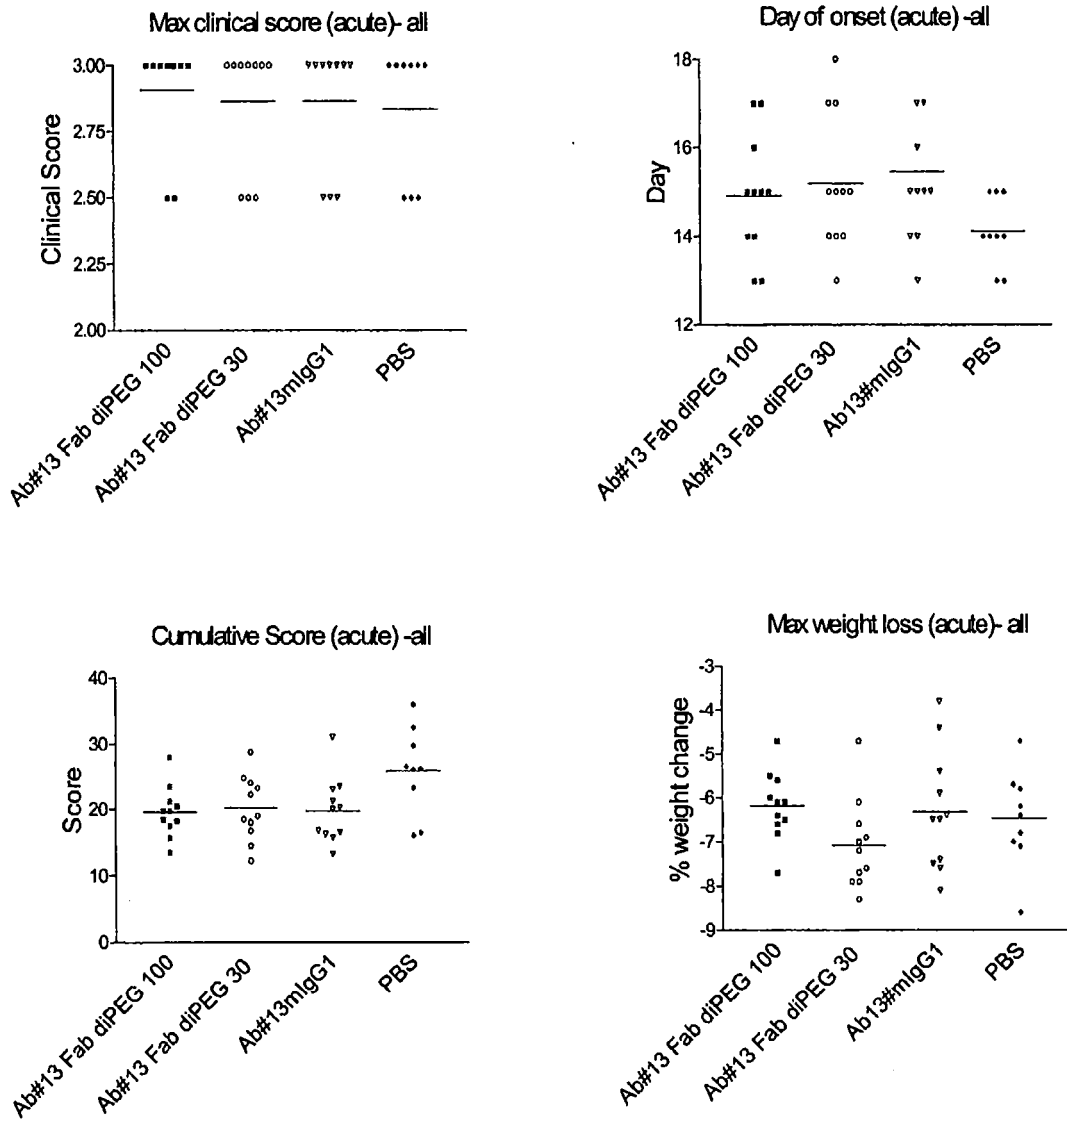 Max clinical score (acute)- all
Clinical Score
3.00
2.75
2.50
2.00
Ab#13 Fab diPEG 100
Ab#13 Fab diPEG 30
Ab#13mIgG1
PBS
Day of onset (acute) -all
Day
18
16
14
12
Ab#13 Fab diPEG 100
Ab#13 Fab diPEG 30
Ab13#mIgG1
PBS
Cumulative Score (acute) -all
Score
40
30
20
10
0
Ab#13 Fab diPEG 100
Ab#13 Fab diPEG 30
Ab#13mIgG1
PBS
Max weight loss (acute)- all
% weight change
-3
-4
-5
-6
-7
-8
-9
Ab#13 Fab diPEG 100
Ab#13 Fab diPEG 30
Ab13#mIgG1
PBS